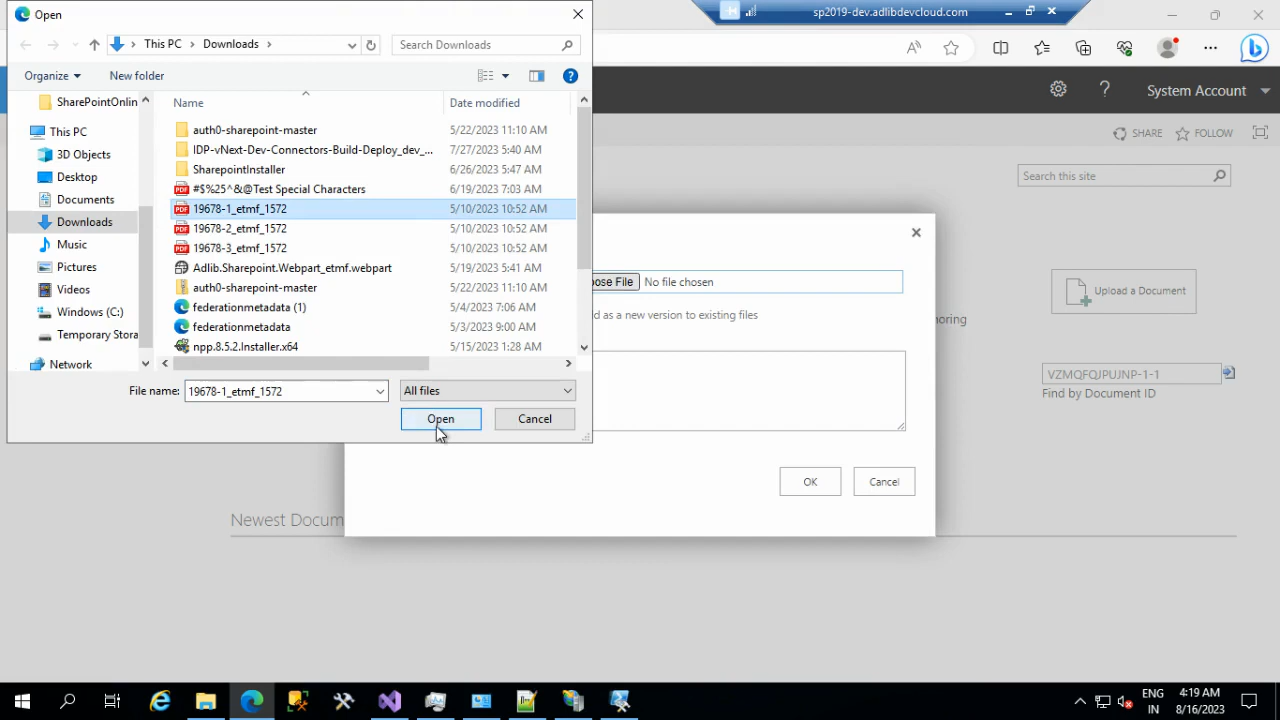 Open
sp2019-dev.adlibdevcloud.com
This PC
Downloads
Search Downloads
Organize
New folder
System Account
SharePointOnlin
This PC
3D Objects
Desktop
Documents
Downloads
Music
Pictures
Videos
Windows (C:)
Temporary Stora
Network
Name
Date modified
auth0-sharepoint-master
5/22/2023 11:10 AM
IDP-vNext-Dev-Connectors-Build-Deploy_dev_...
7/27/2023 5:40 AM
SharepointInstaller
6/26/2023 5:47 AM
#$%25^&@Test Special Characters
6/19/2023 7:03 AM
19678-1_etmf_1572
5/10/2023 10:52 AM
19678-2_etmf_1572
5/10/2023 10:52 AM
19678-3_etmf_1572
5/10/2023 10:52 AM
Adlib.Sharepoint.Webpart_etmf.webpart
5/19/2023 5:41 AM
auth0-sharepoint-master
5/22/2023 11:10 AM
federationmetadata (1)
5/4/2023 7:06 AM
federationmetadata
5/3/2023 9:00 AM
npp.8.5.2.Installer.x64
5/15/2023 1:28 AM
File name:
19678-1_etmf_1572
All files
Open
Cancel
SHARE
FOLLOW
Search this site
ose File
No file chosen
d as a new version to existing files
OK
Cancel
Upload a Document
noring
VZMQFQJPUJNP-1-1
Find by Document ID
Newest Docum
ENG
IN
4:19 AM
8/16/2023